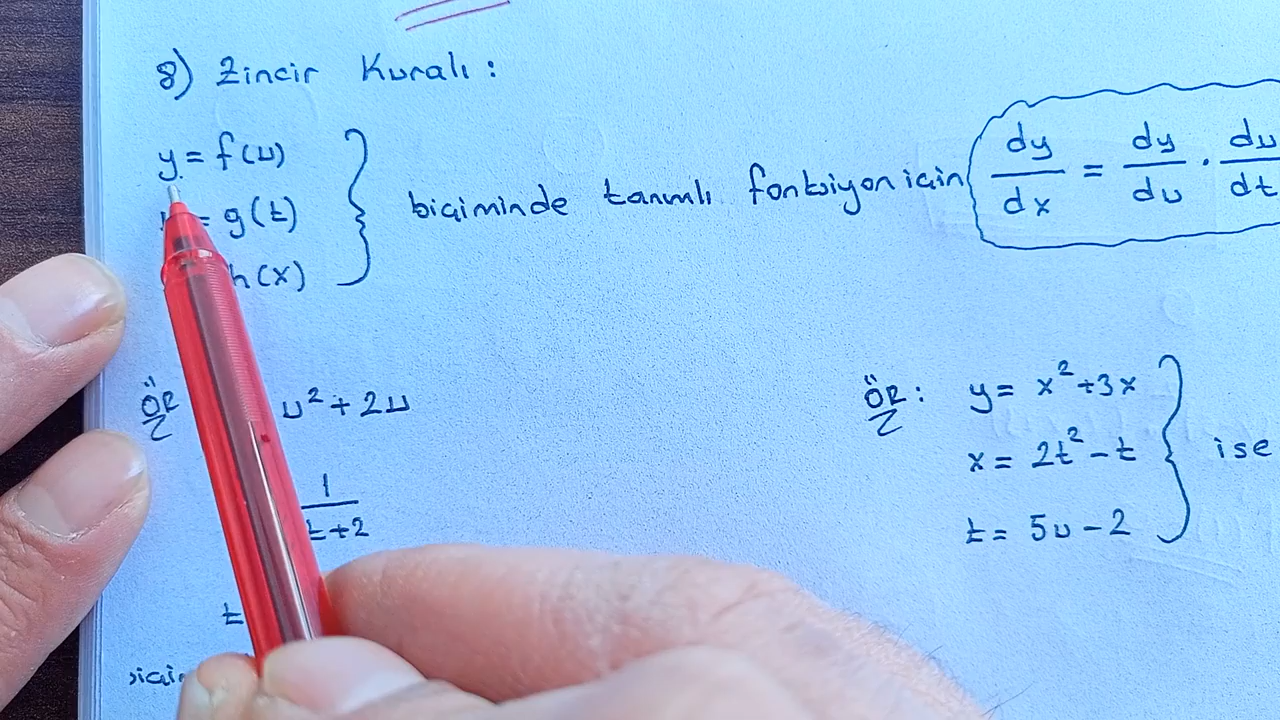 8) Zincir Kuralı :
y = f(u)
= g(t)
h(x)
biçiminde tanımlı fonksiyon için
dy/dx = dy/du . du/dt
ÖR
u² + 2u
1/t+2
t
ÖR :
y = x² + 3x
x = 2t² - t
t = 5u - 2
ise